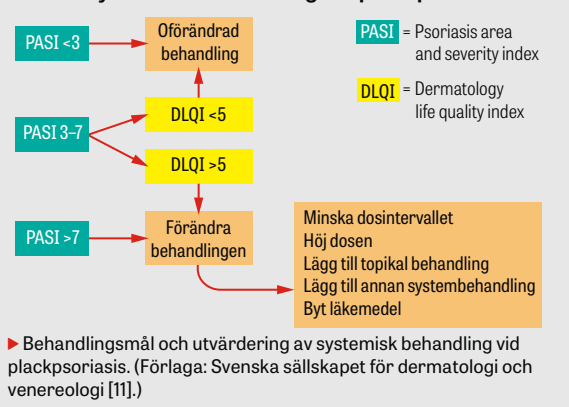 PASI <3
Oförändrad
behandling
PASI = Psoriasis area
and severity index
DLQI = Dermatology
life quality index
DLQI <5
PASI 3–7
DLQI >5
PASI >7
Förändra
behandlingen
Minska dosintervallet
Höj dosen
Lägg till topikal behandling
Lägg till annan systembehandling
Byt läkemedel
▶ Behandlingsmål och utvärdering av systemisk behandling vid
plackpsoriasis. (Förlaga: Svenska sällskapet för dermatologi och
venereologi [11].)